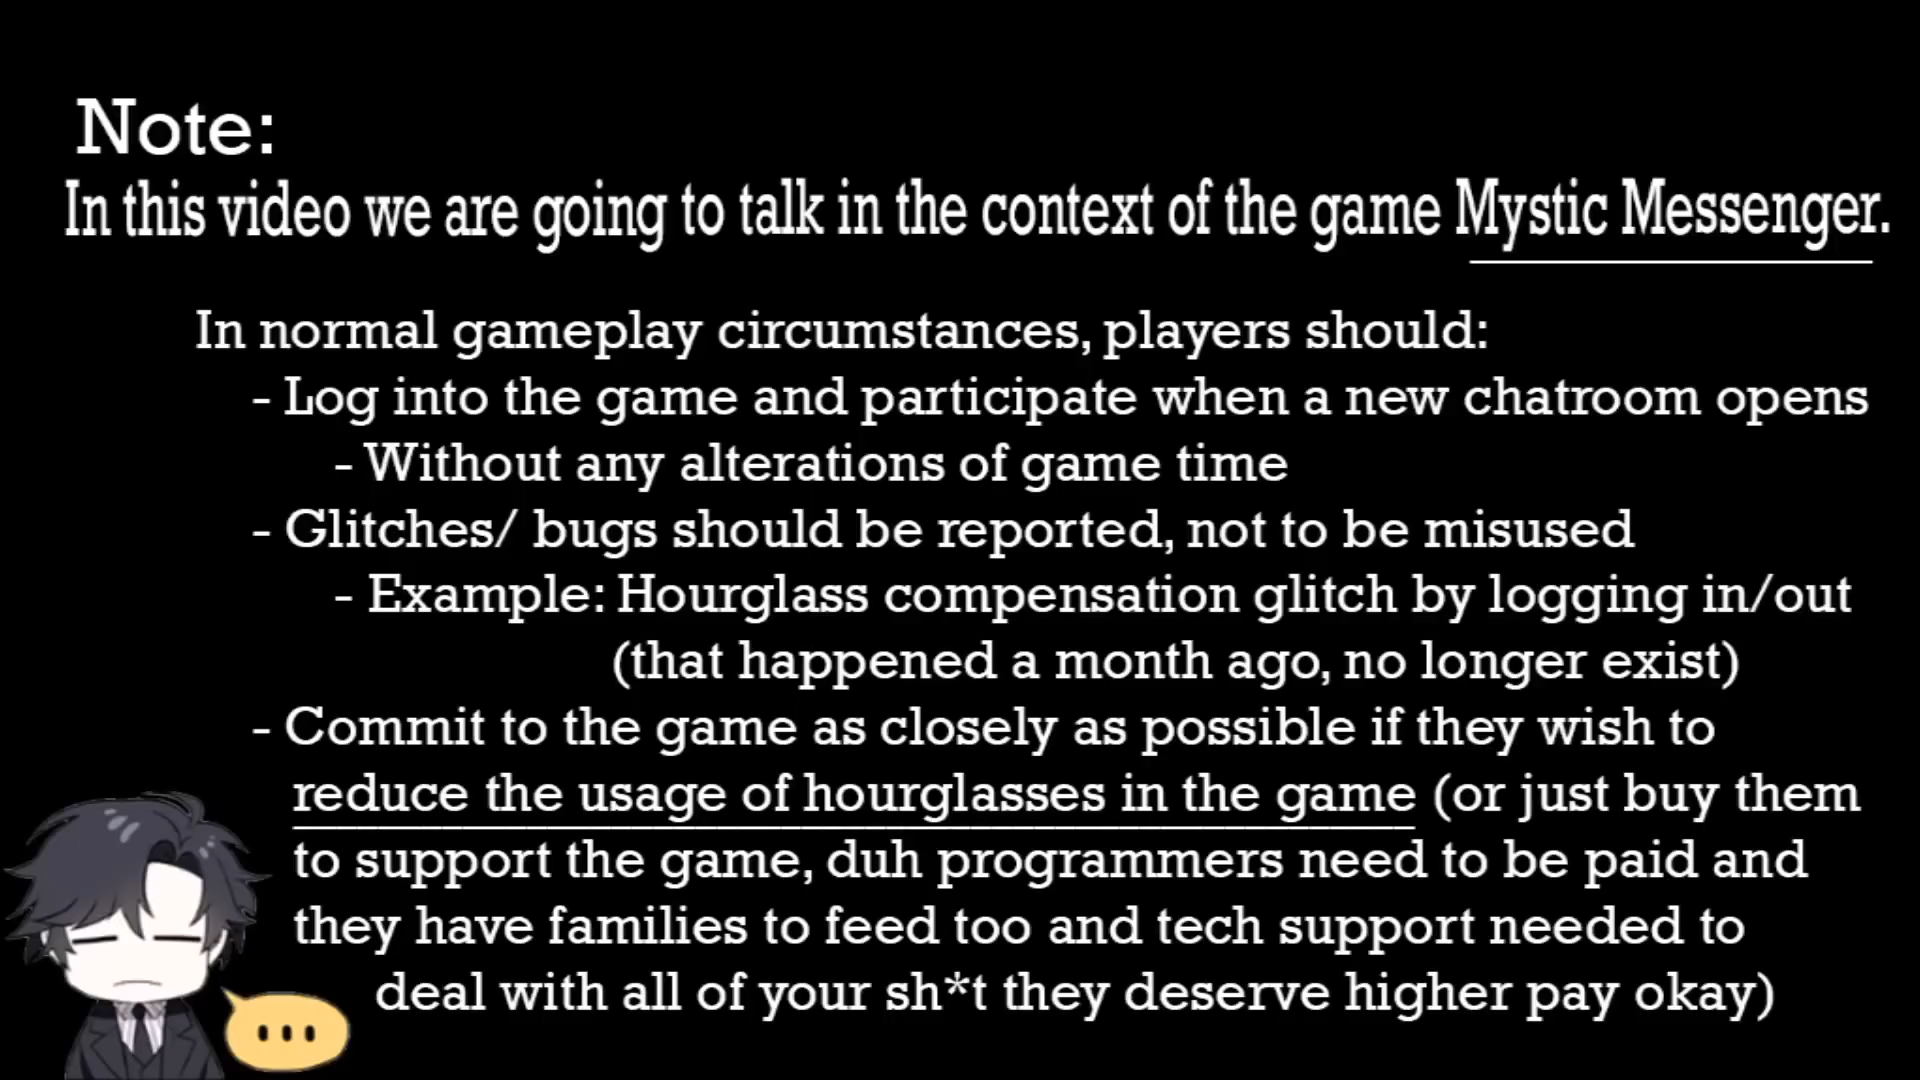 Note:
In this video we are going to talk in the context of the game Mystic Messenger.
In normal gameplay circumstances, players should:
- Log into the game and participate when a new chatroom opens
- Without any alterations of game time
- Glitches/ bugs should be reported, not to be misused
- Example: Hourglass compensation glitch by logging in/out
(that happened a month ago, no longer exist)
- Commit to the game as closely as possible if they wish to
reduce the usage of hourglasses in the game (or just buy them
to support the game, duh programmers need to be paid and
they have families to feed too and tech support needed to
deal with all of your sh*t they deserve higher pay okay)
...